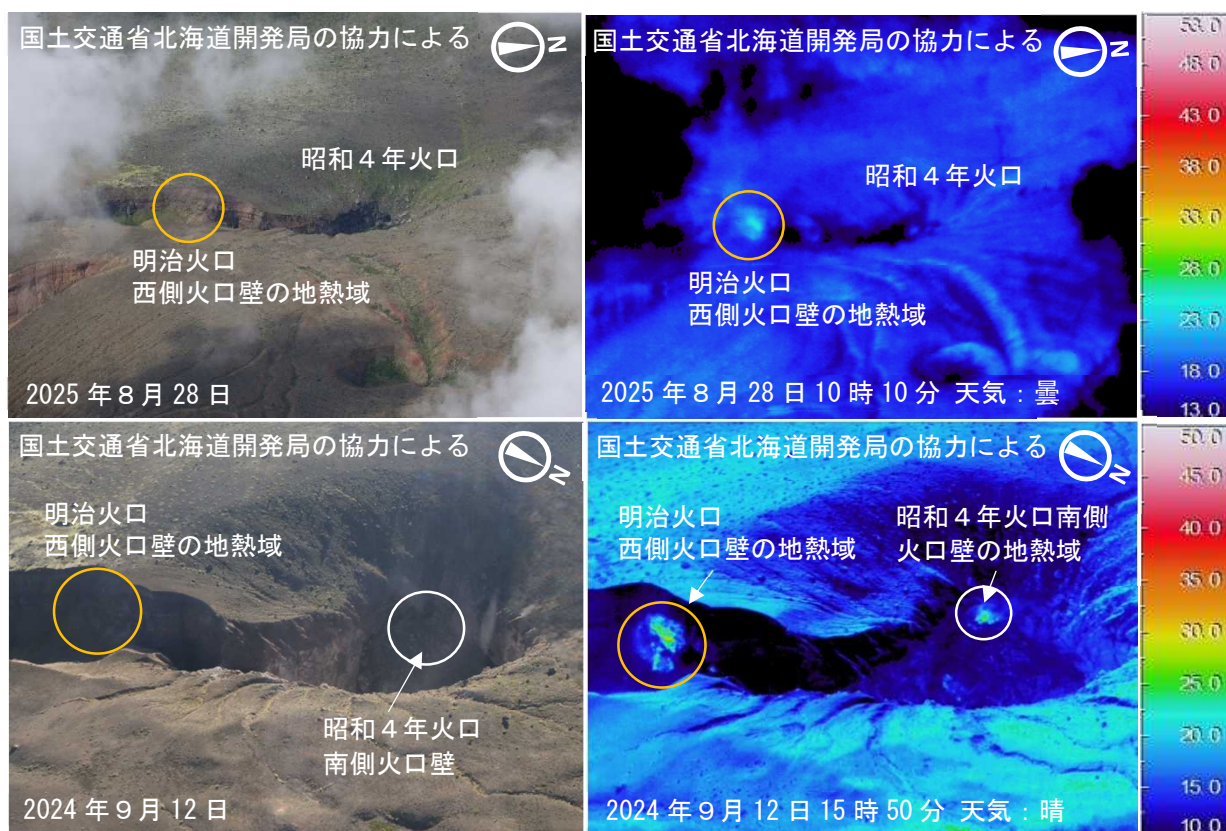 国土交通省北海道開発局の協力による
N
昭和４年火口
明治火口
西側火口壁の地熱域
2025 年８月 28 日
国土交通省北海道開発局の協力による
N
昭和４年火口
明治火口
西側火口壁の地熱域
2025 年８月 28 日 10 時 10 分 天気：曇
53.0
48.0
43.0
38.0
33.0
28.0
23.0
18.0
13.0
国土交通省北海道開発局の協力による
N
明治火口
西側火口壁の地熱域
昭和４年火口
南側火口壁
2024 年９月 12 日
国土交通省北海道開発局の協力による
N
明治火口
西側火口壁の地熱域
昭和４年火口南側
火口壁の地熱域
2024 年９月 12 日 15 時 50 分 天気：晴
50.0
45.0
40.0
35.0
30.0
25.0
20.0
15.0
10.0